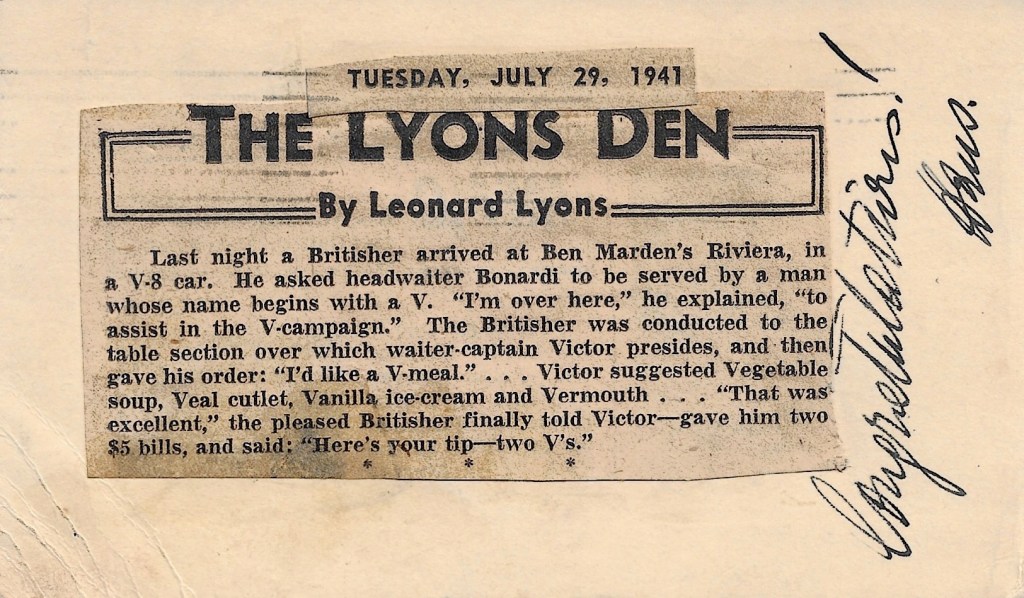 TUESDAY, JULY 29, 1941
THE LYONS DEN
By Leonard Lyons
Last night a Britisher arrived at Ben Marden's Riviera, in
a V-8 car. He asked headwaiter Bonardi to be served by a man
whose name begins with a V. "I'm over here," he explained, "to
assist in the V-campaign." The Britisher was conducted to the
table section over which waiter-captain Victor presides, and then
gave his order: "I'd like a V-meal." . . . Victor suggested Vegetable
soup, Veal cutlet, Vanilla ice-cream and Vermouth . . . "That was
excellent," the pleased Britisher finally told Victor—gave him two
$5 bills, and said: "Here's your tip—two V's."
* * *
Congratulations!